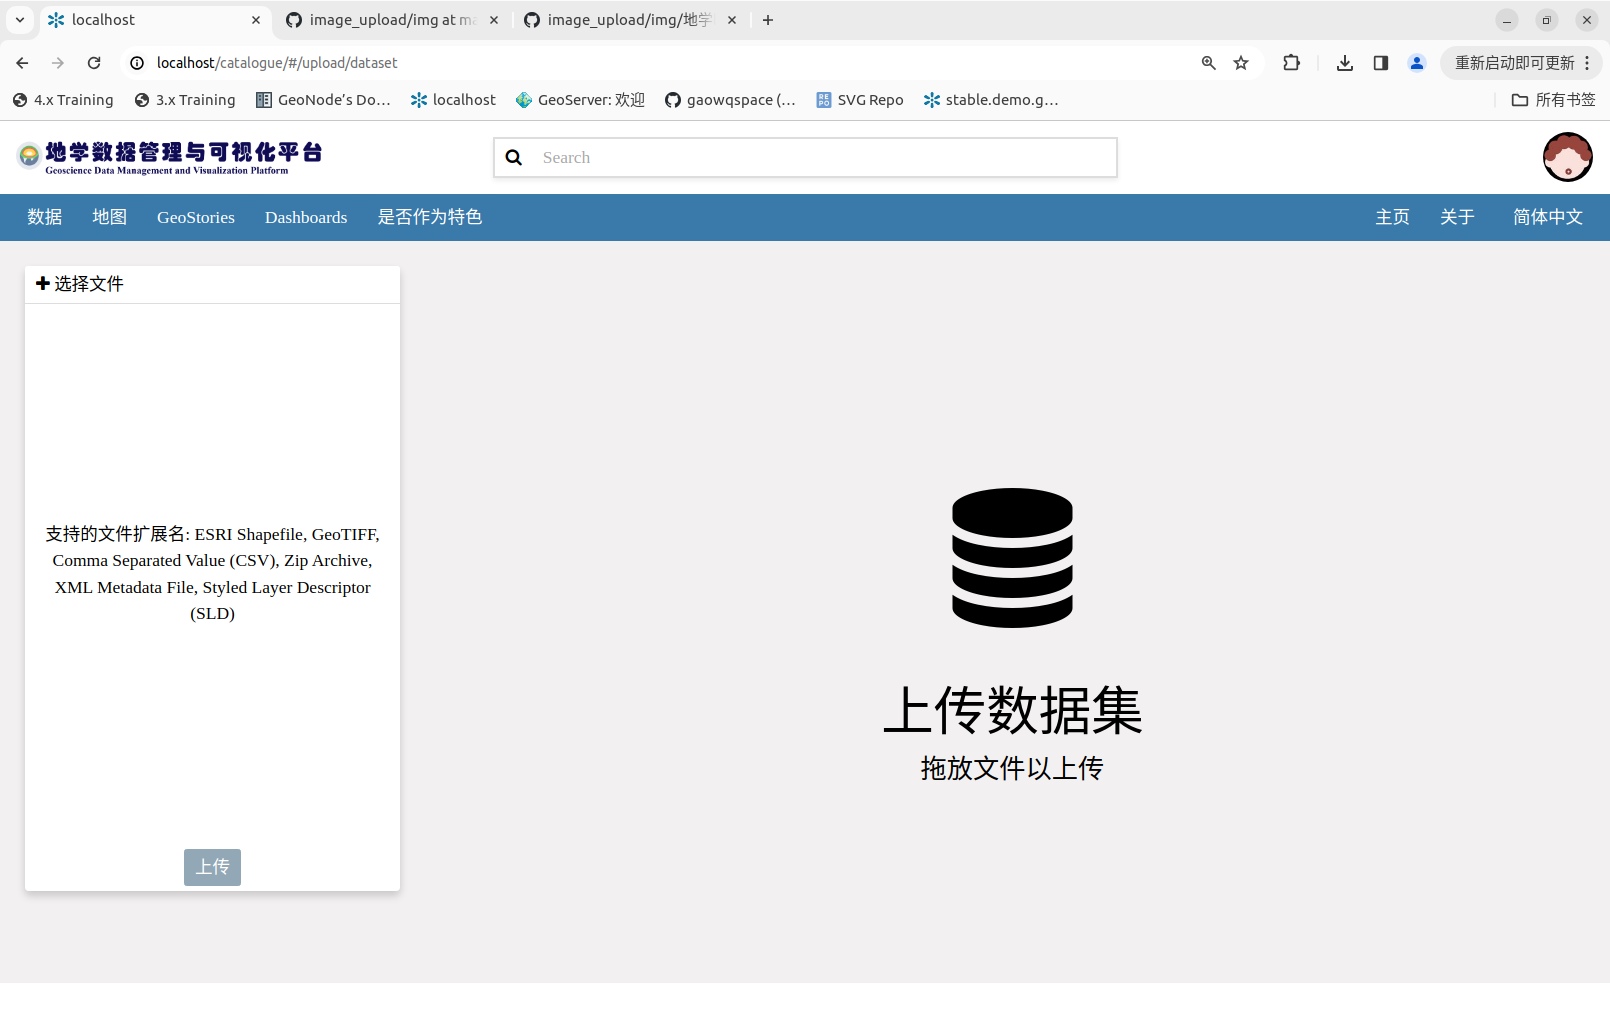 localhost
image_upload/img at ma
image_upload/img/地学
localhost/catalogue/#/upload/dataset
重新启动即可更新
4.x Training
3.x Training
GeoNode’s Do…
localhost
GeoServer: 欢迎
gaowqspace (…
SVG Repo
stable.demo.g…
所有书签
地学数据管理与可视化平台
Geoscience Data Management and Visualization Platform
Search
数据
地图
GeoStories
Dashboards
是否作为特色
主页
关于
简体中文
选择文件
支持的文件扩展名: ESRI Shapefile, GeoTIFF,
Comma Separated Value (CSV), Zip Archive,
XML Metadata File, Styled Layer Descriptor
(SLD)
上传
上传数据集
拖放文件以上传